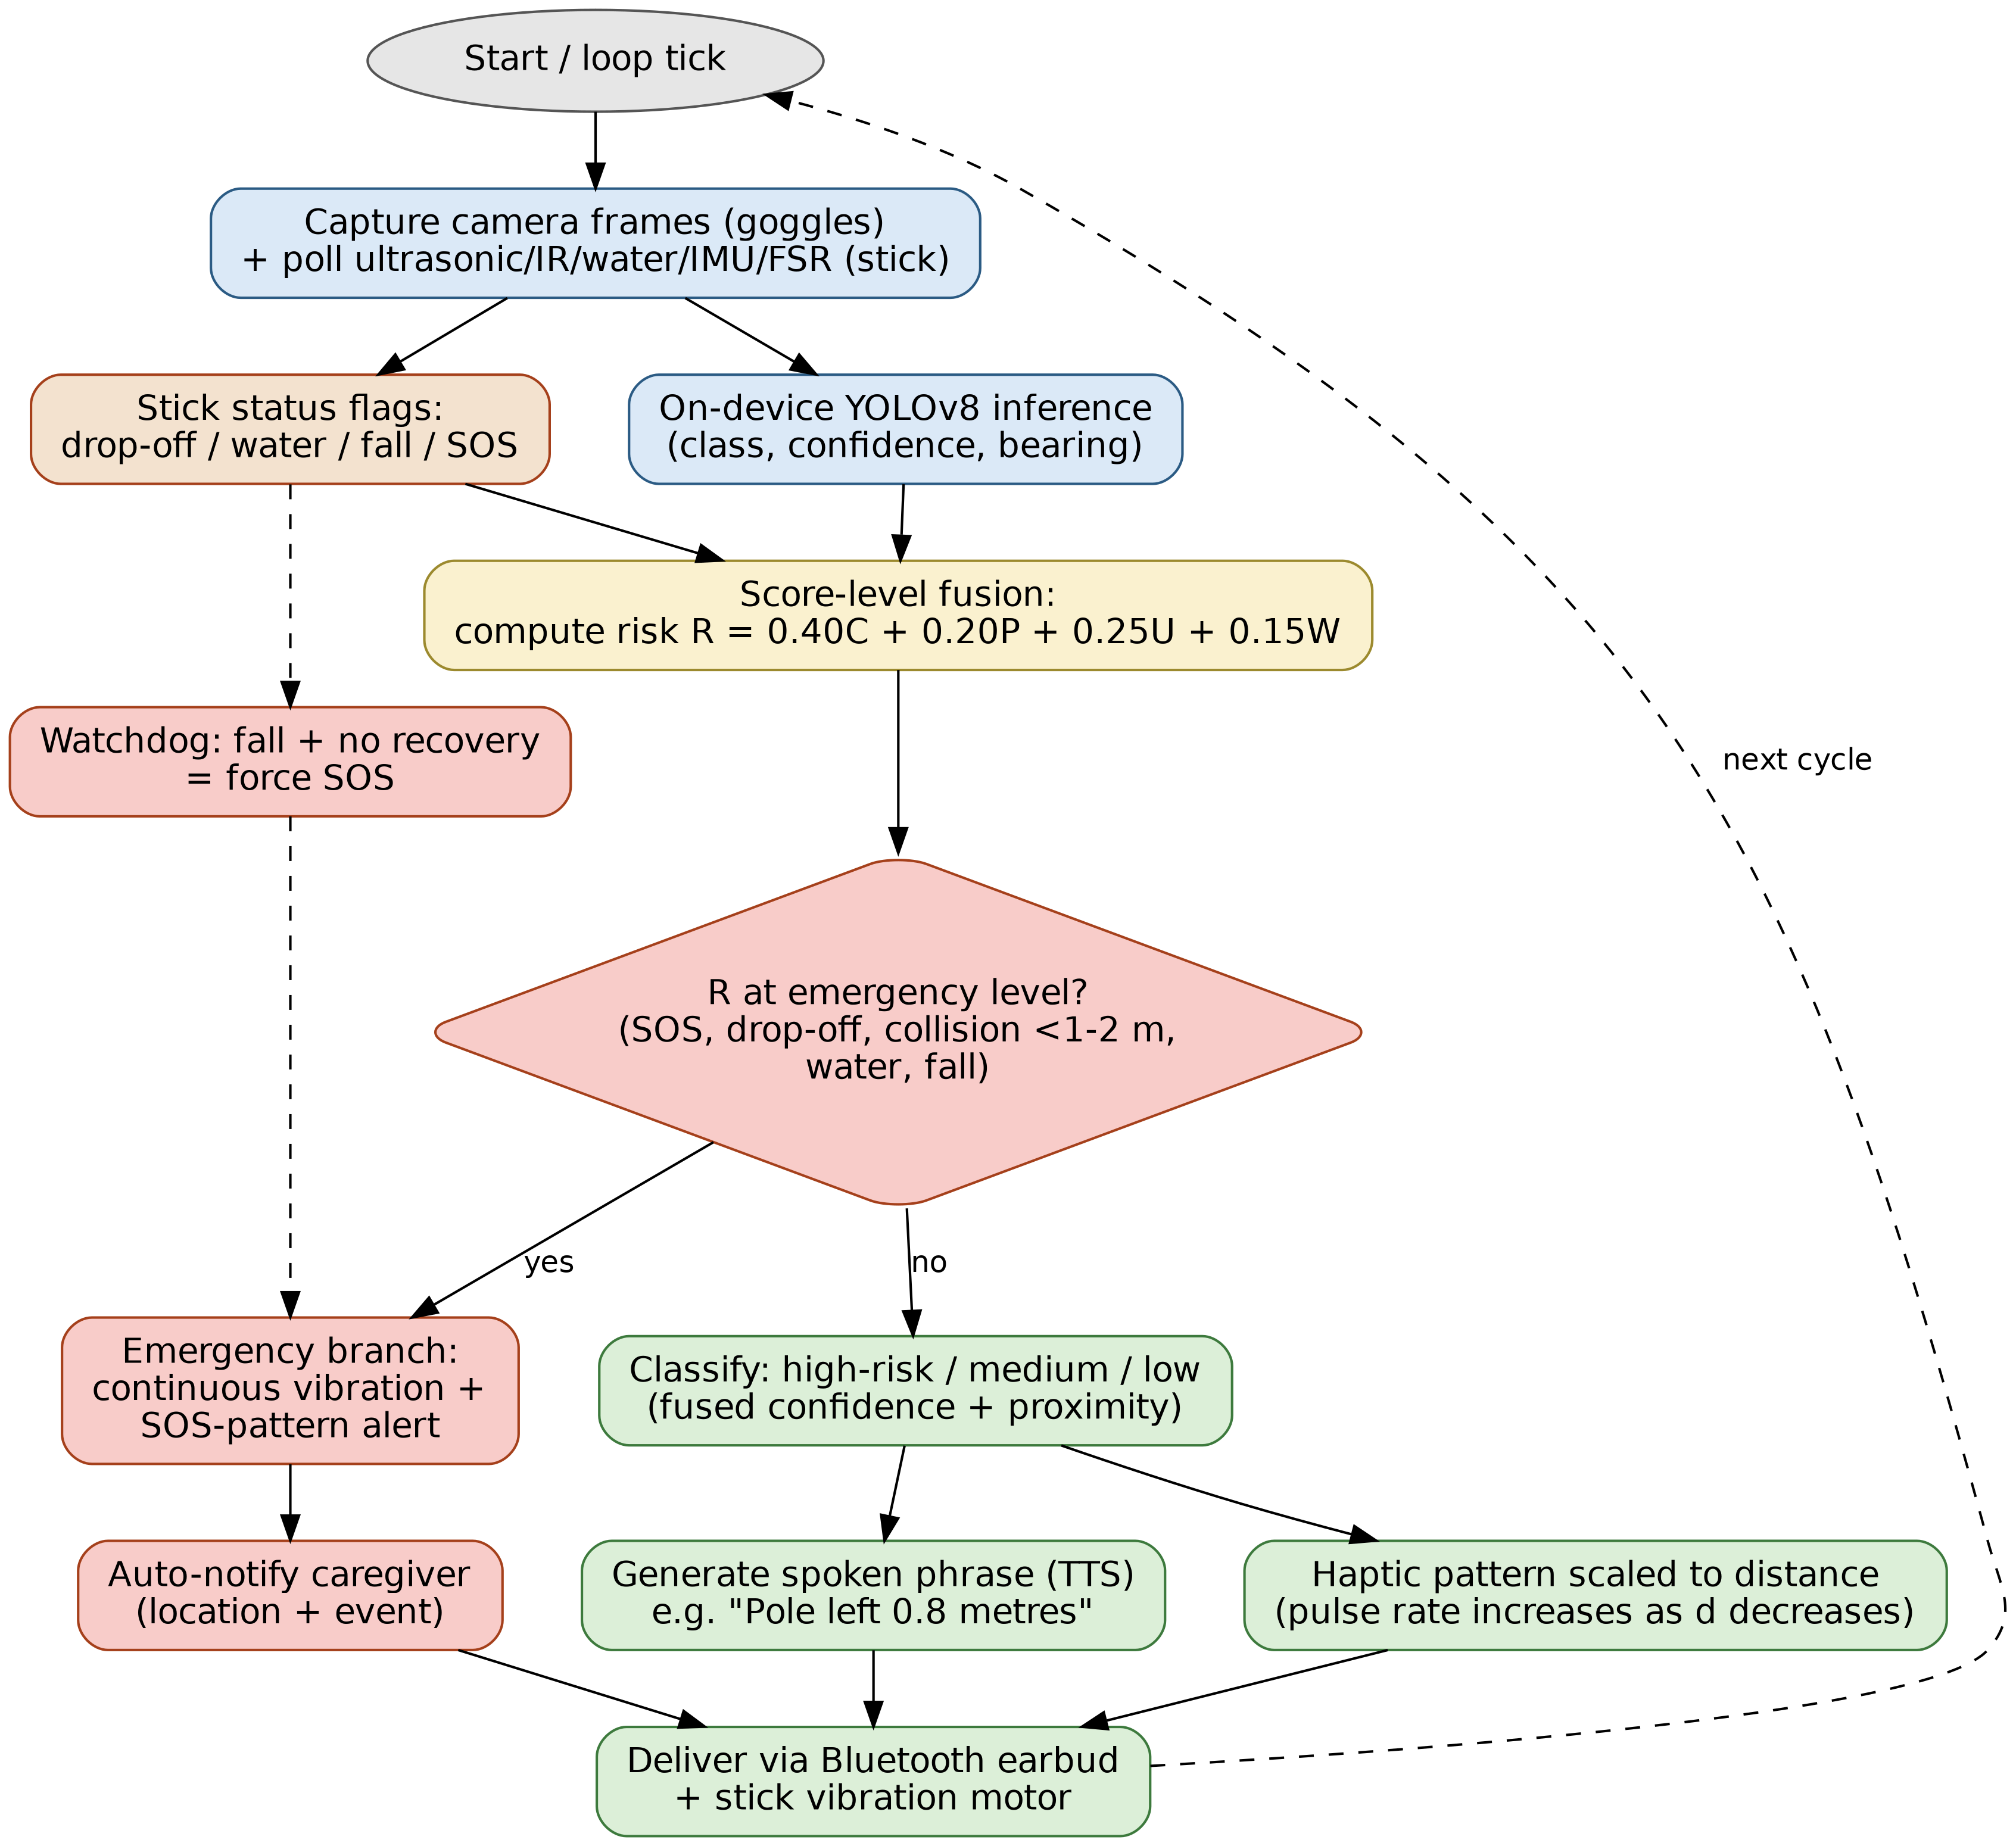 Start / loop tick
Capture camera frames (goggles)
+ poll ultrasonic/IR/water/IMU/FSR (stick)
Stick status flags:
drop-off / water / fall / SOS
On-device YOLOv8 inference
(class, confidence, bearing)
Score-level fusion:
compute risk R = 0.40C + 0.20P + 0.25U + 0.15W
Watchdog: fall + no recovery
= force SOS
next cycle
R at emergency level?
(SOS, drop-off, collision <1-2 m,
water, fall)
yes
no
Emergency branch:
continuous vibration +
SOS-pattern alert
Classify: high-risk / medium / low
(fused confidence + proximity)
Auto-notify caregiver
(location + event)
Generate spoken phrase (TTS)
e.g. "Pole left 0.8 metres"
Haptic pattern scaled to distance
(pulse rate increases as d decreases)
Deliver via Bluetooth earbud
+ stick vibration motor